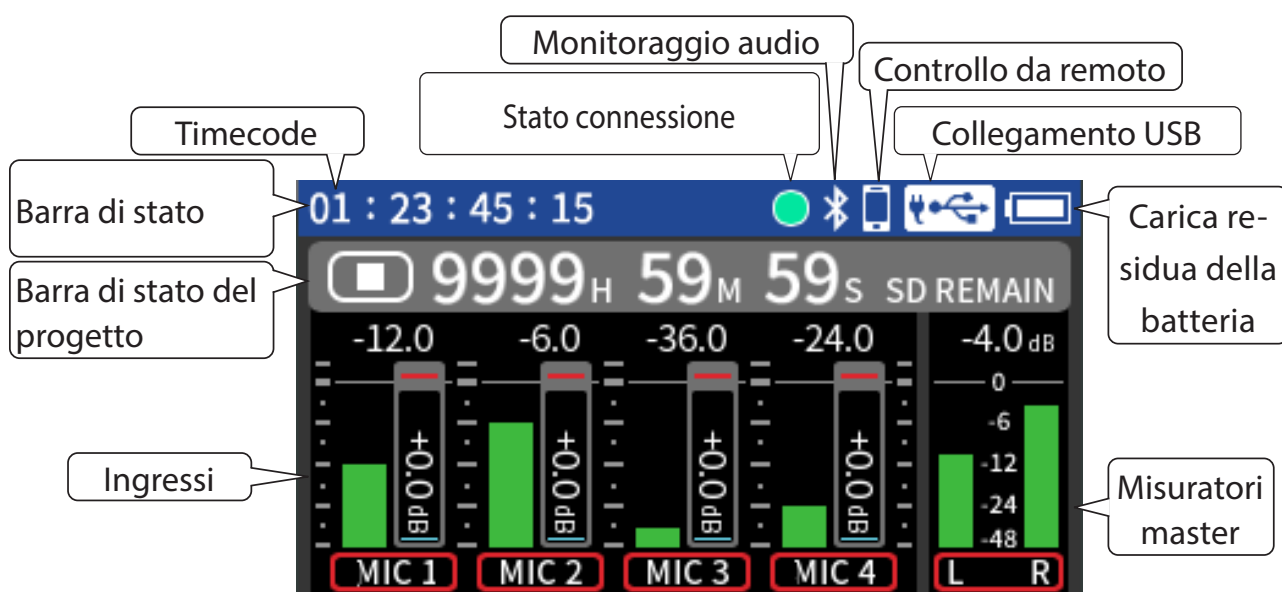 Monitoraggio audio
Controllo da remoto
Stato connessione
Timecode
Collegamento USB
Barra di stato
01 : 23 : 45 : 15
Carica re-
sidua della
batteria
Barra di stato del
progetto
9999H 59M 59S SD REMAIN
-12.0 -6.0 -36.0 -24.0 -4.0 dB
0
-6
-12
-24
-48
+0.0dB +0.0dB +0.0dB +0.0dB
Ingressi
Misuratori
master
MIC 1 MIC 2 MIC 3 MIC 4 L R